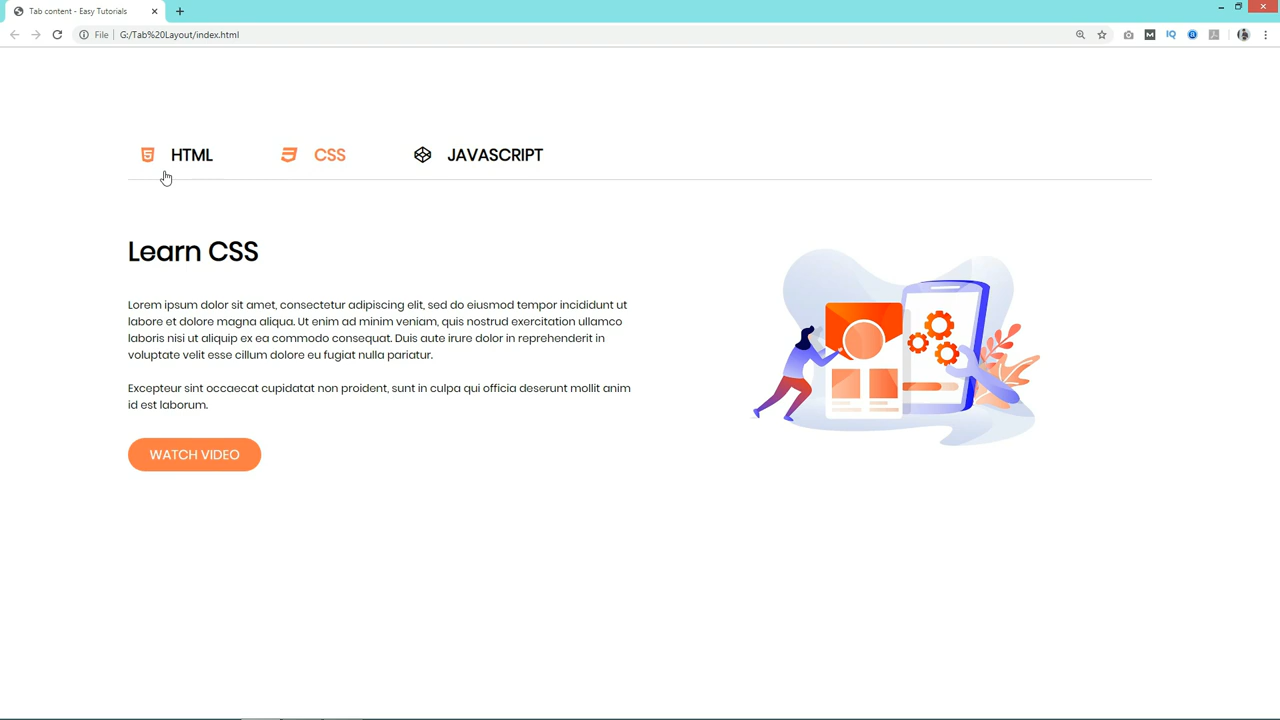 Tab content - Easy Tutorials
File
G:/Tab%20Layout/index.html
M
IQ
HTML
CSS
JAVASCRIPT
Learn CSS
Lorem ipsum dolor sit amet, consectetur adipiscing elit, sed do eiusmod tempor incididunt ut
labore et dolore magna aliqua. Ut enim ad minim veniam, quis nostrud exercitation ullamco
laboris nisi ut aliquip ex ea commodo consequat. Duis aute irure dolor in reprehenderit in
voluptate velit esse cillum dolore eu fugiat nulla pariatur.
Excepteur sint occaecat cupidatat non proident, sunt in culpa qui officia deserunt mollit anim
id est laborum.
WATCH VIDEO